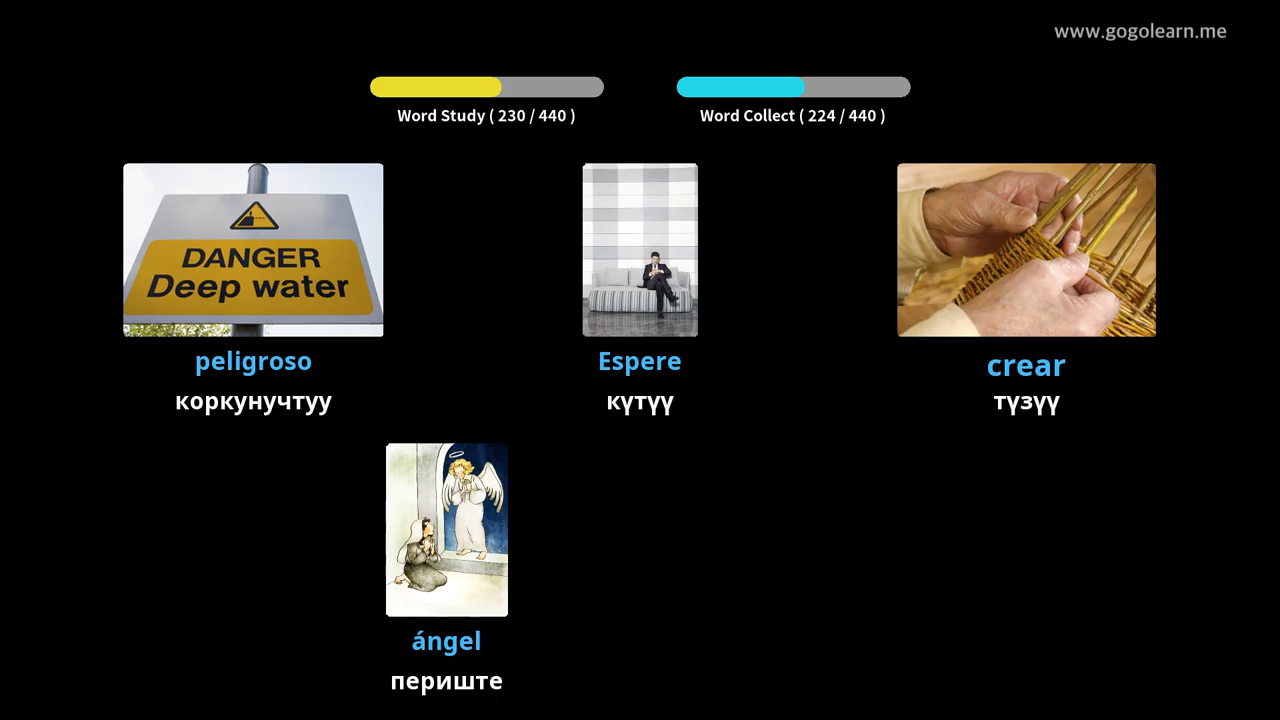 www.gogolearn.me
Word Study ( 230 / 440 )
Word Collect ( 224 / 440 )
DANGER
Deep water
peligroso
Espere
crear
коркунучтуу
күтүү
түзүү
ángel
периште